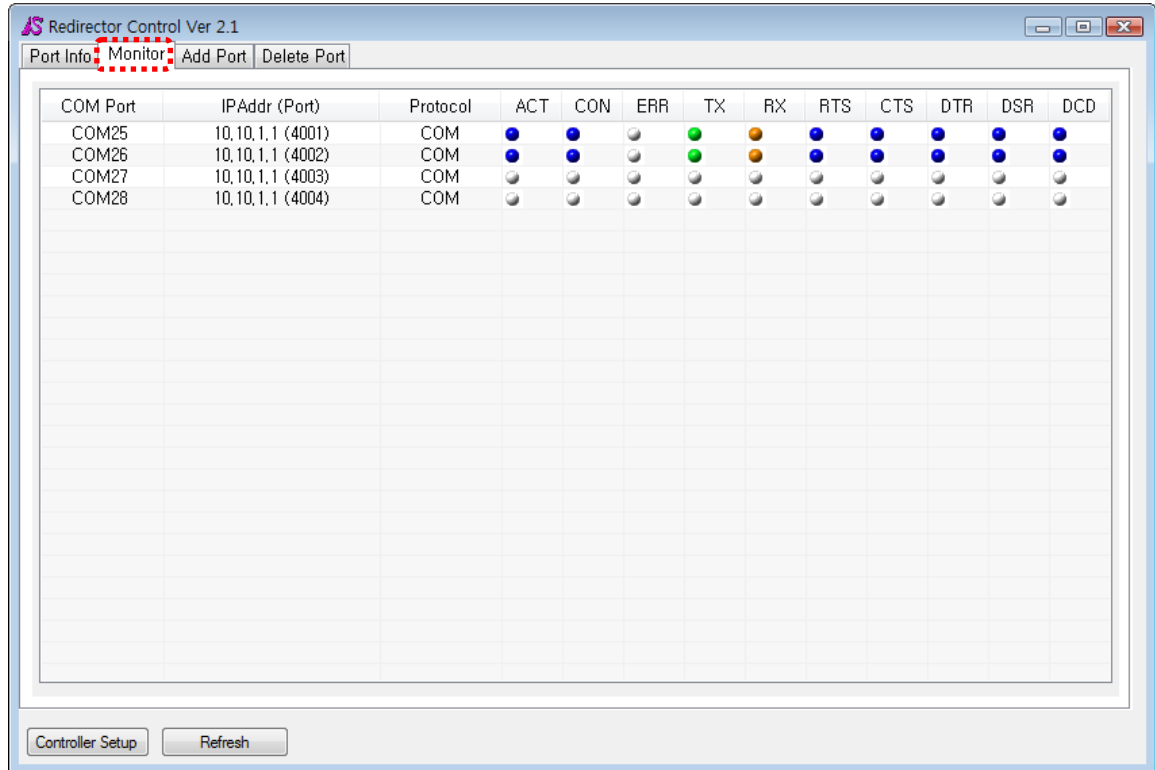 Redirector Control Ver 2.1
Port Info Monitor Add Port Delete Port
COM Port IPAddr (Port) Protocol ACT CON ERR TX RX RTS CTS DTR DSR DCD
COM25 10,10,1,1 (4001) COM
COM26 10,10,1,1 (4002) COM
COM27 10,10,1,1 (4003) COM
COM28 10,10,1,1 (4004) COM
Controller Setup Refresh